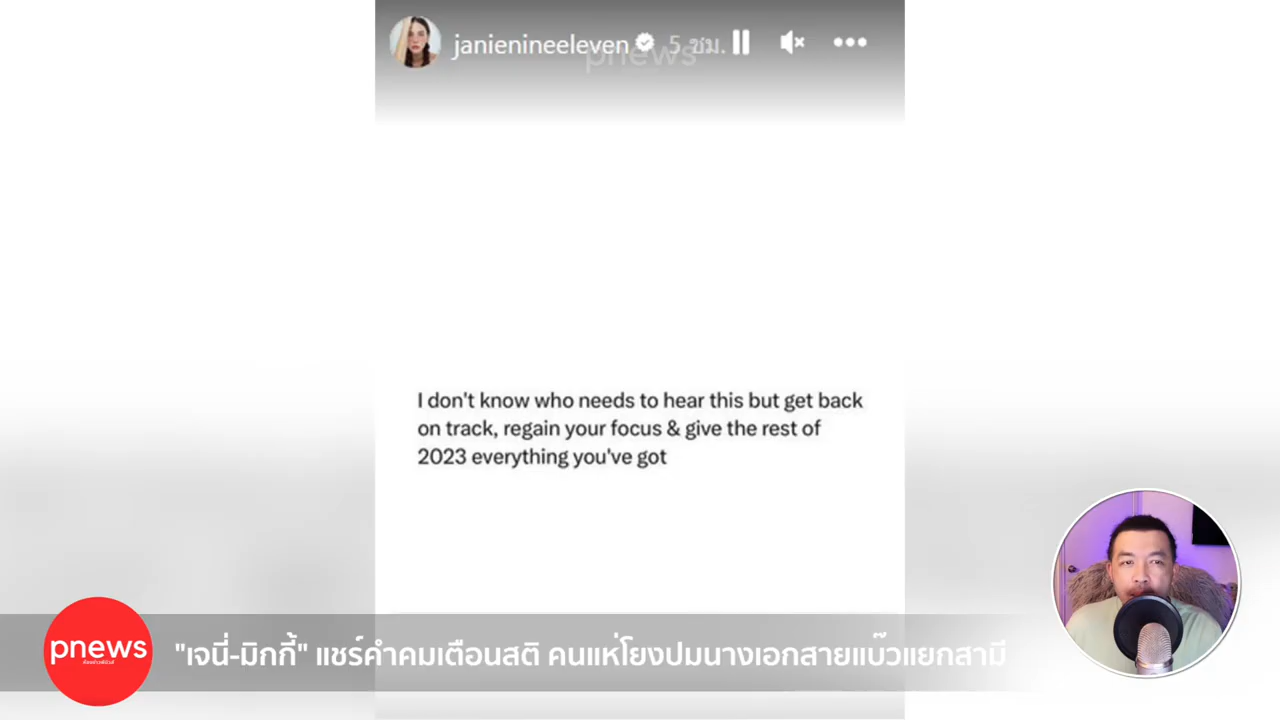 janienineeleven 5 ชม.
pnews
I don't know who needs to hear this but get back
on track, regain your focus & give the rest of
2023 everything you've got
pnews
"เจนี่-มิกกี้" แชร์คำคมเตือนสติ คนแห่โยงปมนางเอกสายแบ๊วแยกสามี